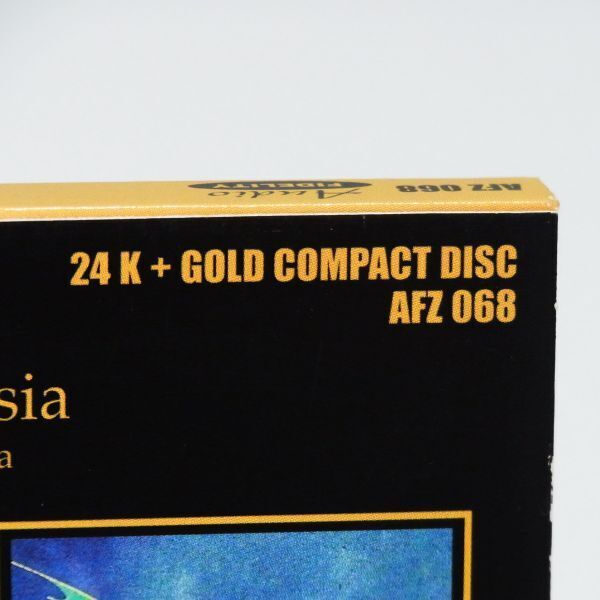 Audio
FIDELITY
AFZ 068
24 K + GOLD COMPACT DISC
AFZ 068
sia
a